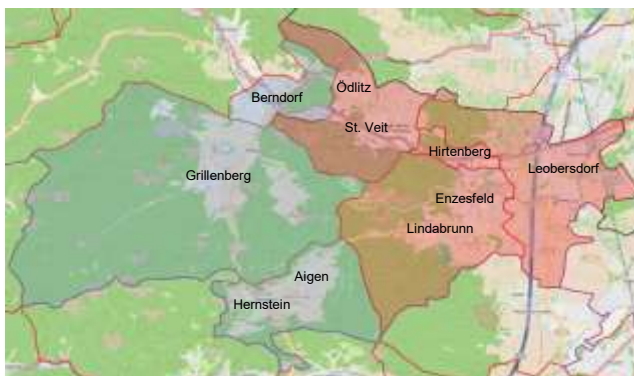 Ödlitz
Berndorf
St. Veit
Hirtenberg
Leobersdorf
Grillenberg
Enzesfeld
Lindabrunn
Aigen
Hernstein